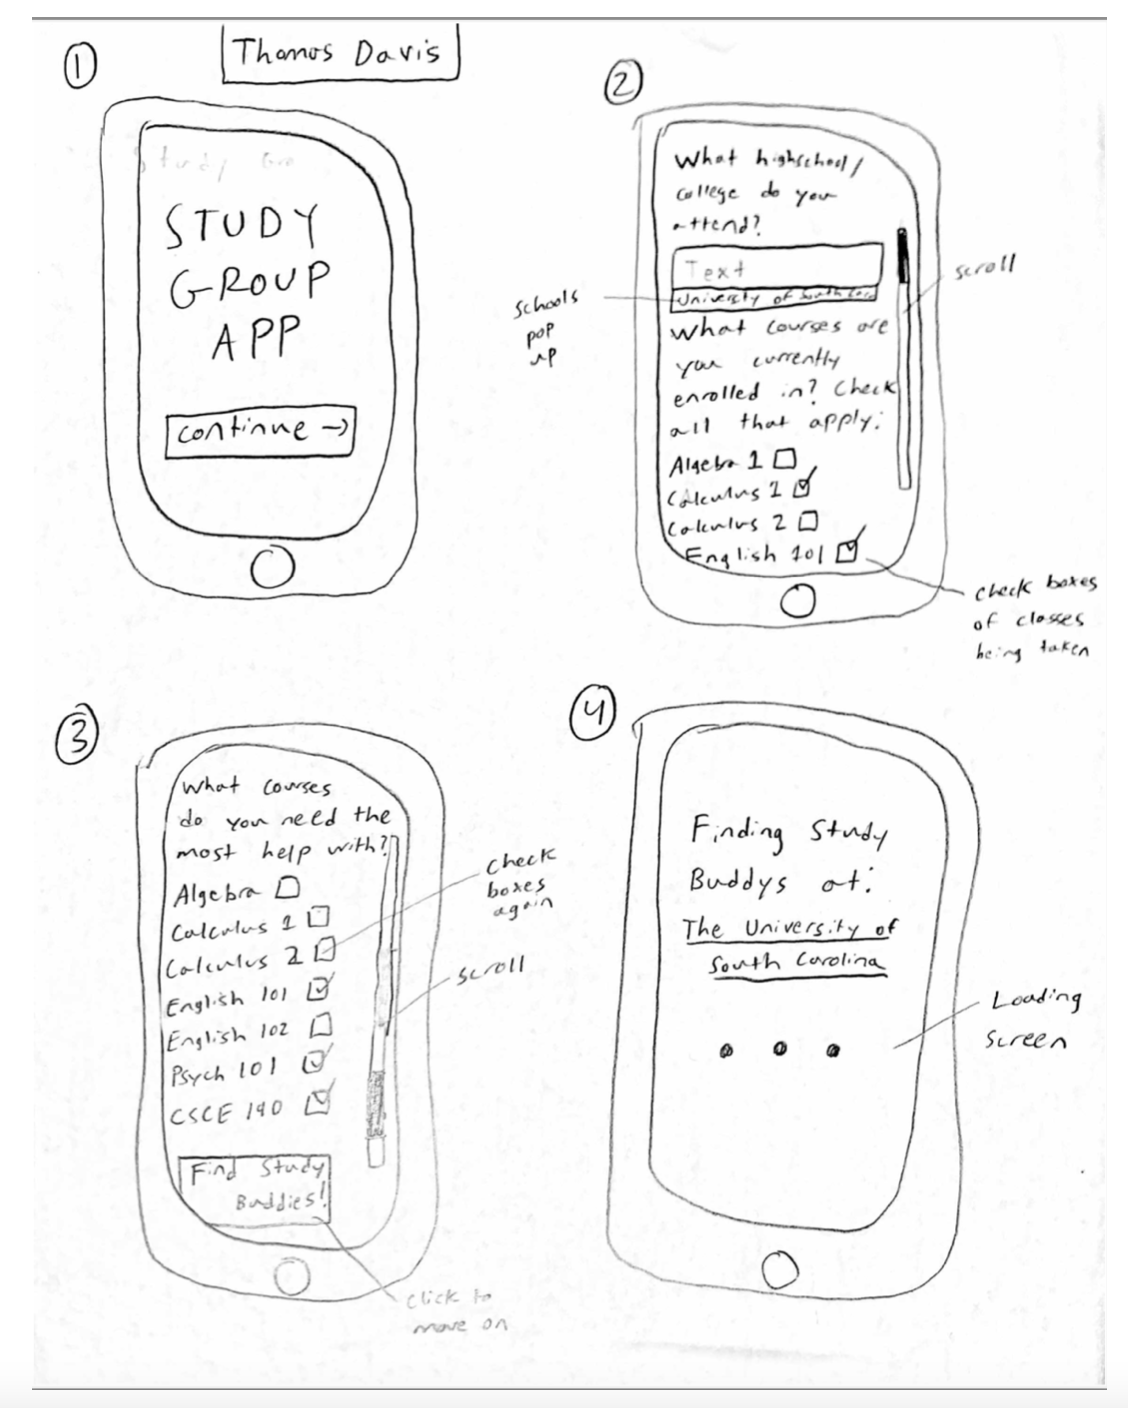 Thomas Davis
①
Study Gro
STUDY
GROUP
APP
continue →
②
What highschool/
college do you
attend?
Text
University of South Caro
What courses are
you currently
enrolled in? Check
all that apply:
Algebra 1
Calculus 1
Calculus 2
English 101
schools
pop
up
scroll
check boxes
of classes
being taken
③
What courses
do you need the
most help with?
Algebra
Calculus 1
Calculus 2
English 101
English 102
Psych 101
CSCE 190
Find Study
Buddies!
check
boxes
again
scroll
click to
move on
④
Finding Study
Buddys at:
The University of
South Carolina
• • •
Loading
screen